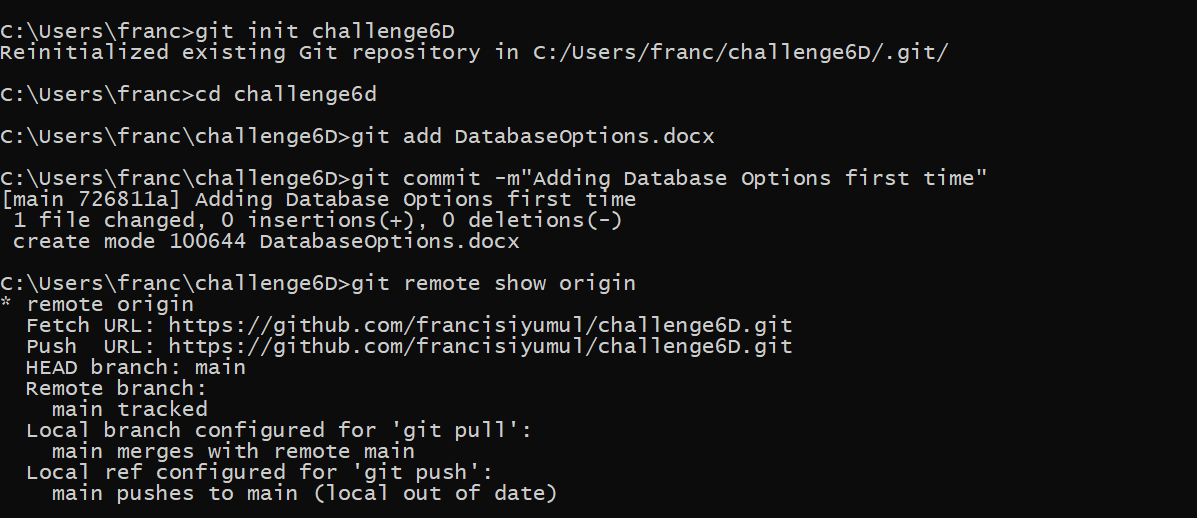 C:\Users\franc>git init challenge6D
Reinitialized existing Git repository in C:/Users/franc/challenge6D/.git/
C:\Users\franc>cd challenge6d
C:\Users\franc\challenge6D>git add DatabaseOptions.docx
C:\Users\franc\challenge6D>git commit -m"Adding Database Options first time"
[main 726811a] Adding Database Options first time
 1 file changed, 0 insertions(+), 0 deletions(-)
 create mode 100644 DatabaseOptions.docx
C:\Users\franc\challenge6D>git remote show origin
* remote origin
  Fetch URL: https://github.com/francisiyumul/challenge6D.git
  Push  URL: https://github.com/francisiyumul/challenge6D.git
  HEAD branch: main
  Remote branch:
    main tracked
  Local branch configured for 'git pull':
    main merges with remote main
  Local ref configured for 'git push':
    main pushes to main (local out of date)